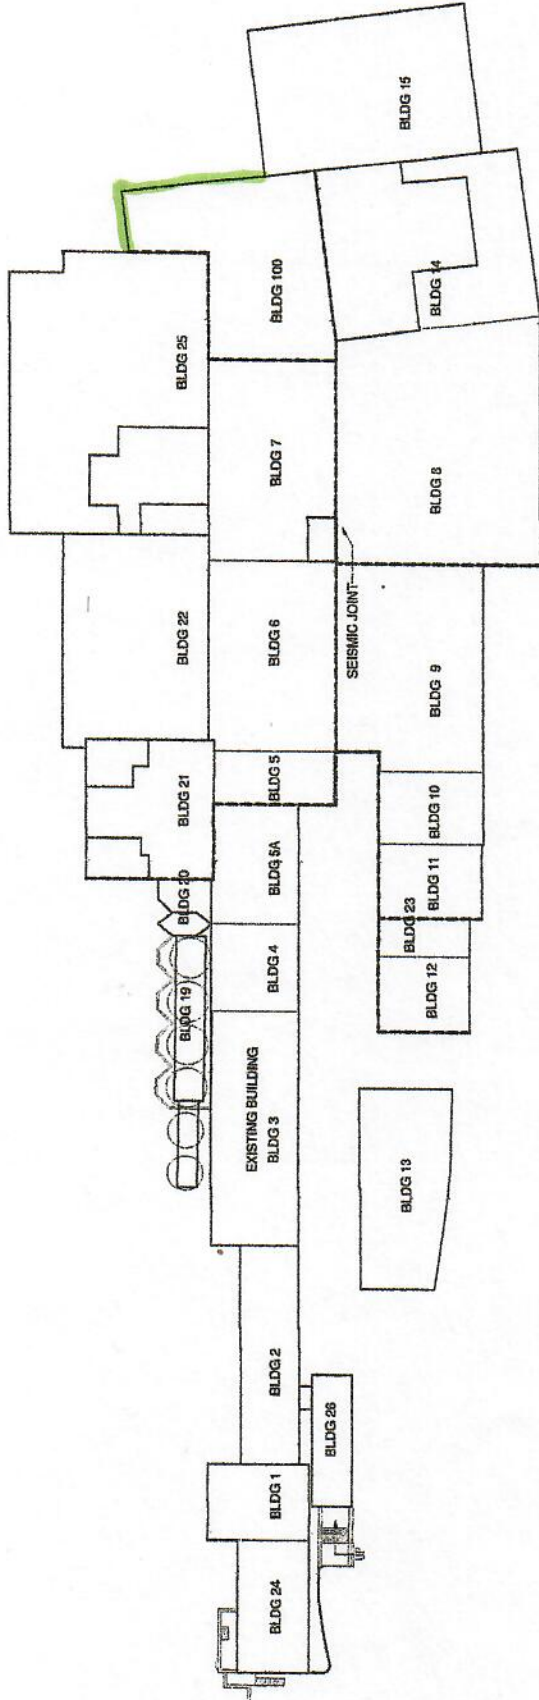 BLDG 15
BLDG 100
BLDG 14
BLDG 25
BLDG 7
BLDG 8
SEISMIC JOINT
BLDG 22
BLDG 6
BLDG 9
BLDG 21
BLDG 5
BLDG 10
BLDG 20
BLDG 5A
BLDG 11
BLDG 23
BLDG 19
BLDG 4
BLDG 12
EXISTING BUILDING
BLDG 3
BLDG 13
BLDG 2
BLDG 26
BLDG 1
UP
BLDG 24